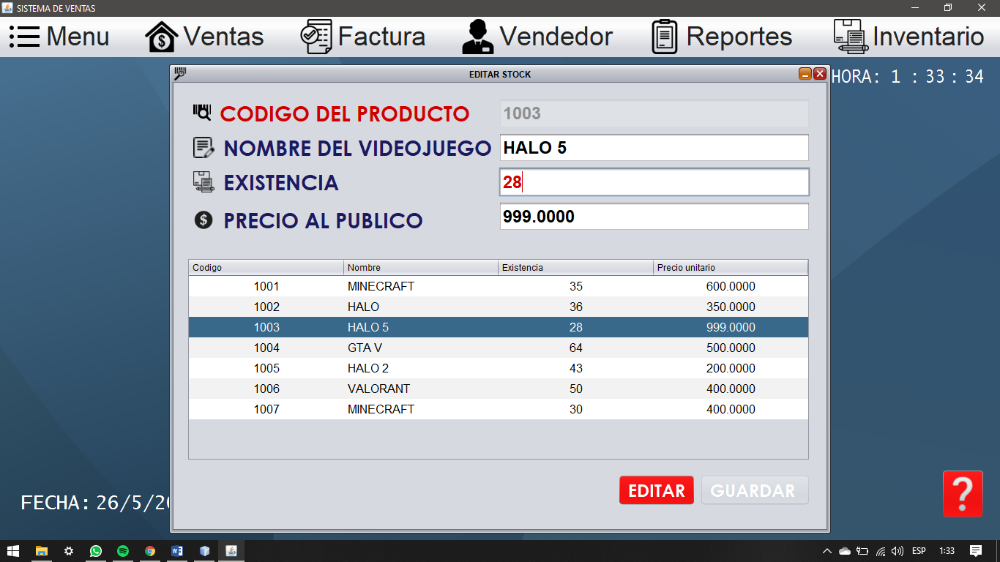 SISTEMA DE VENTAS
Menu Ventas Factura Vendedor Reportes Inventario
EDITAR STOCK
HORA: 1 : 33 : 34
CODIGO DEL PRODUCTO 1003
NOMBRE DEL VIDEOJUEGO HALO 5
EXISTENCIA 28
PRECIO AL PUBLICO 999.0000
Codigo Nombre Existencia Precio unitario
1001 MINECRAFT 35 600.0000
1002 HALO 36 350.0000
1003 HALO 5 28 999.0000
1004 GTA V 64 500.0000
1005 HALO 2 43 200.0000
1006 VALORANT 50 400.0000
1007 MINECRAFT 30 400.0000
EDITAR GUARDAR
FECHA: 26/5/20
ESP 1:33